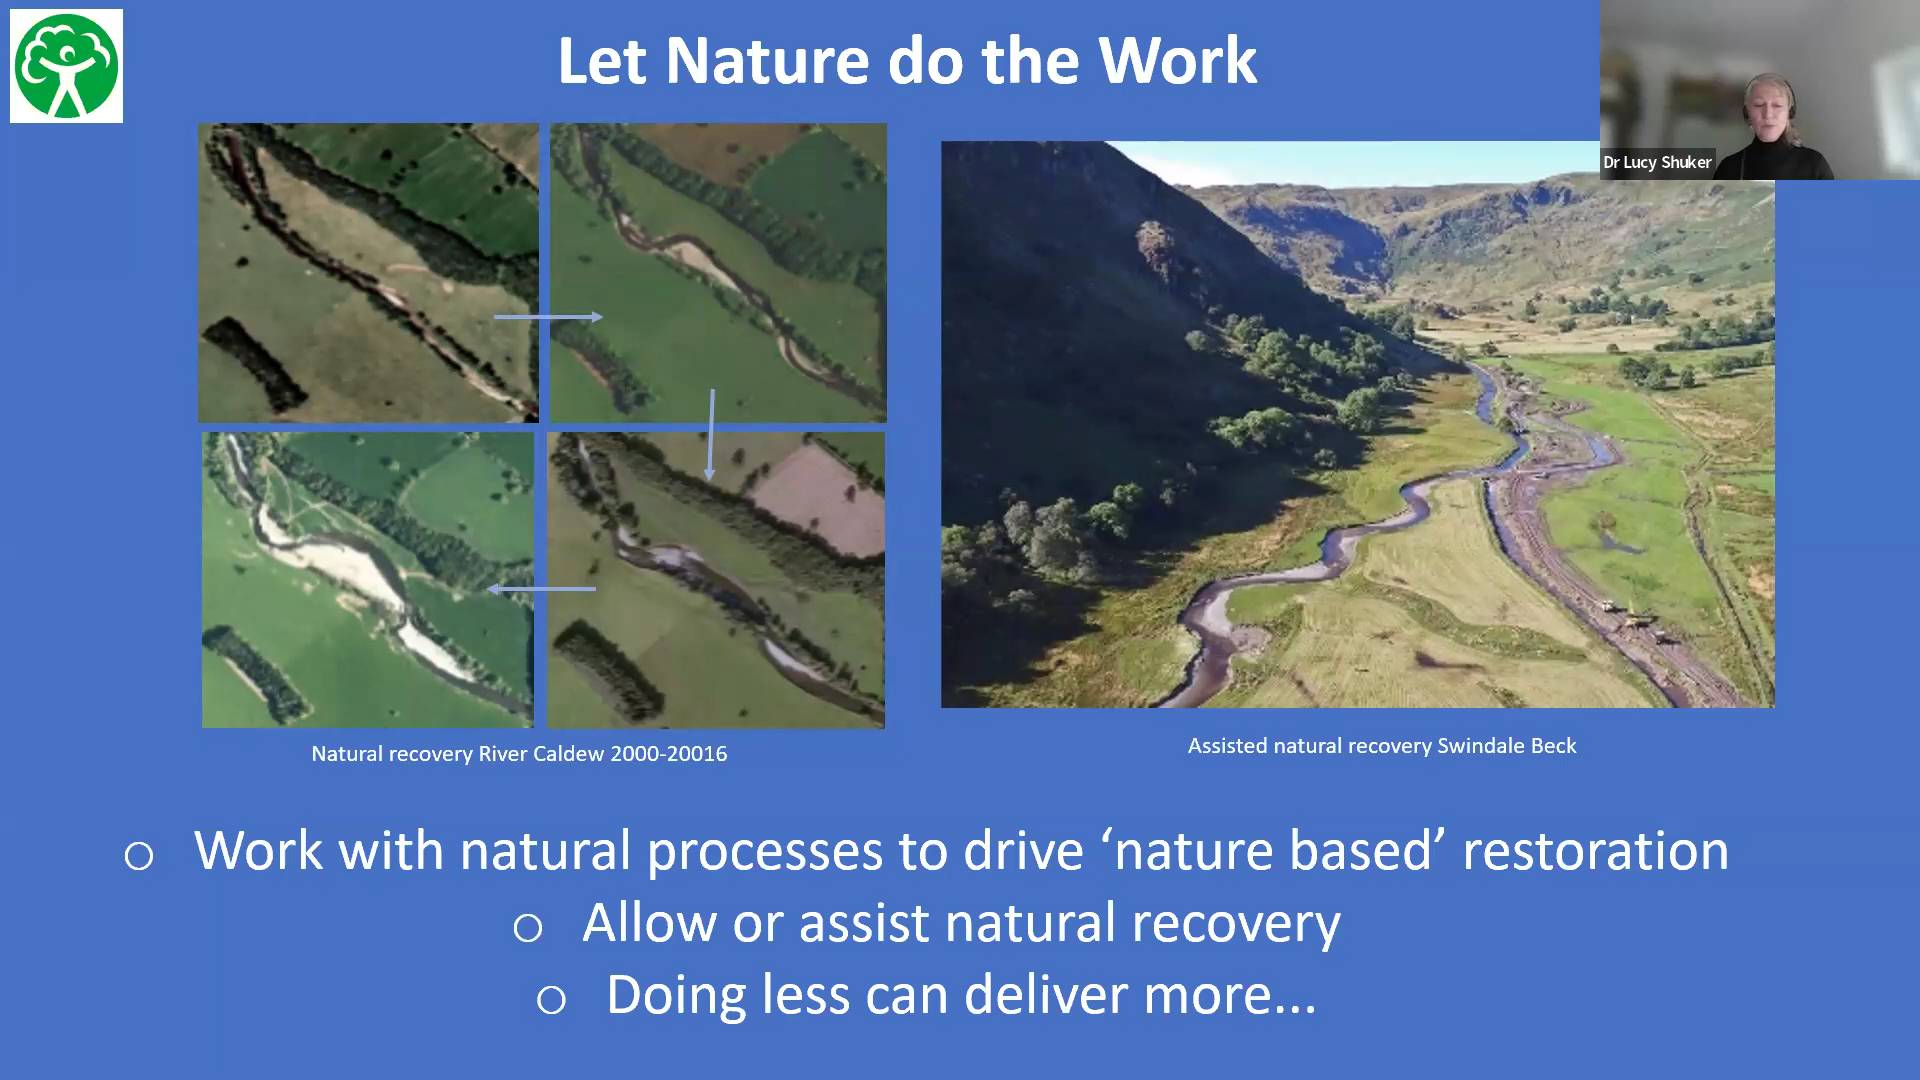 Let Nature do the Work
Dr Lucy Shuker
Natural recovery River Caldew 2000-20016
Assisted natural recovery Swindale Beck
○ Work with natural processes to drive ‘nature based’ restoration
○ Allow or assist natural recovery
○ Doing less can deliver more...